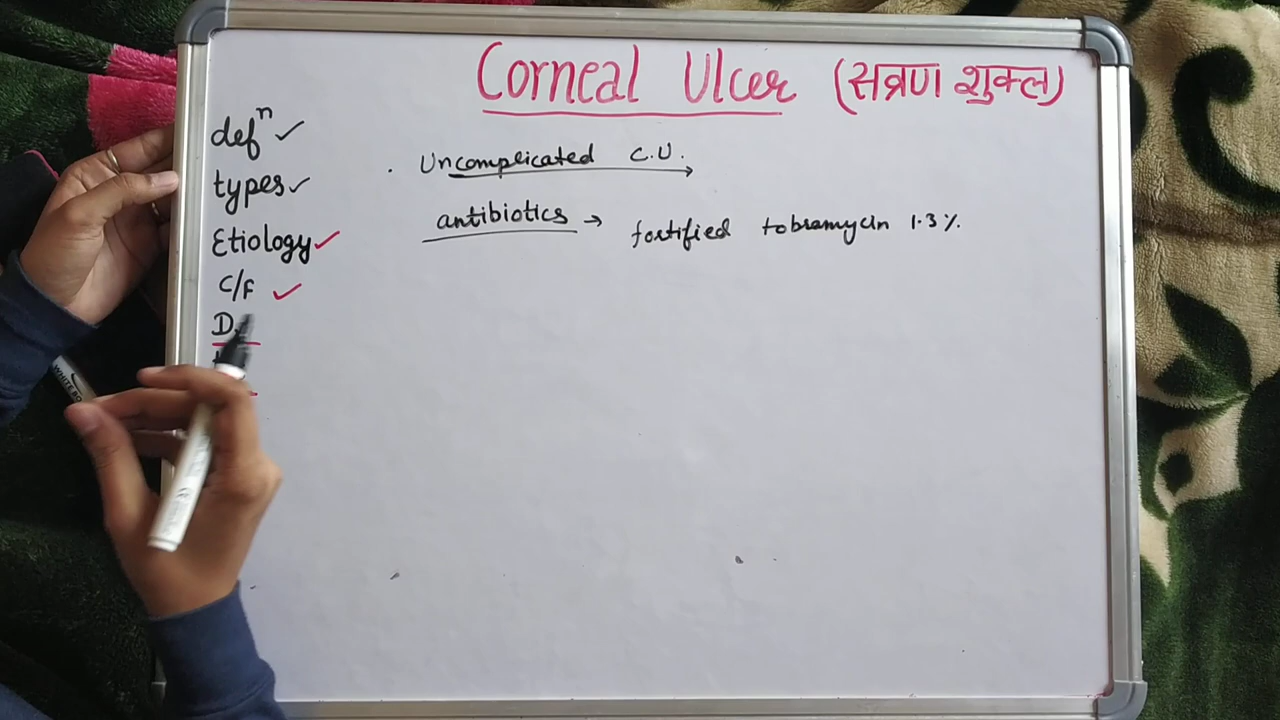 Corneal Ulcer (सव्रण शुक्ल)
defⁿ ✓
types ✓
Etiology ✓
C/F ✓
Uncomplicated C.U.
antibiotics → fortified tobramycin 1.3%.